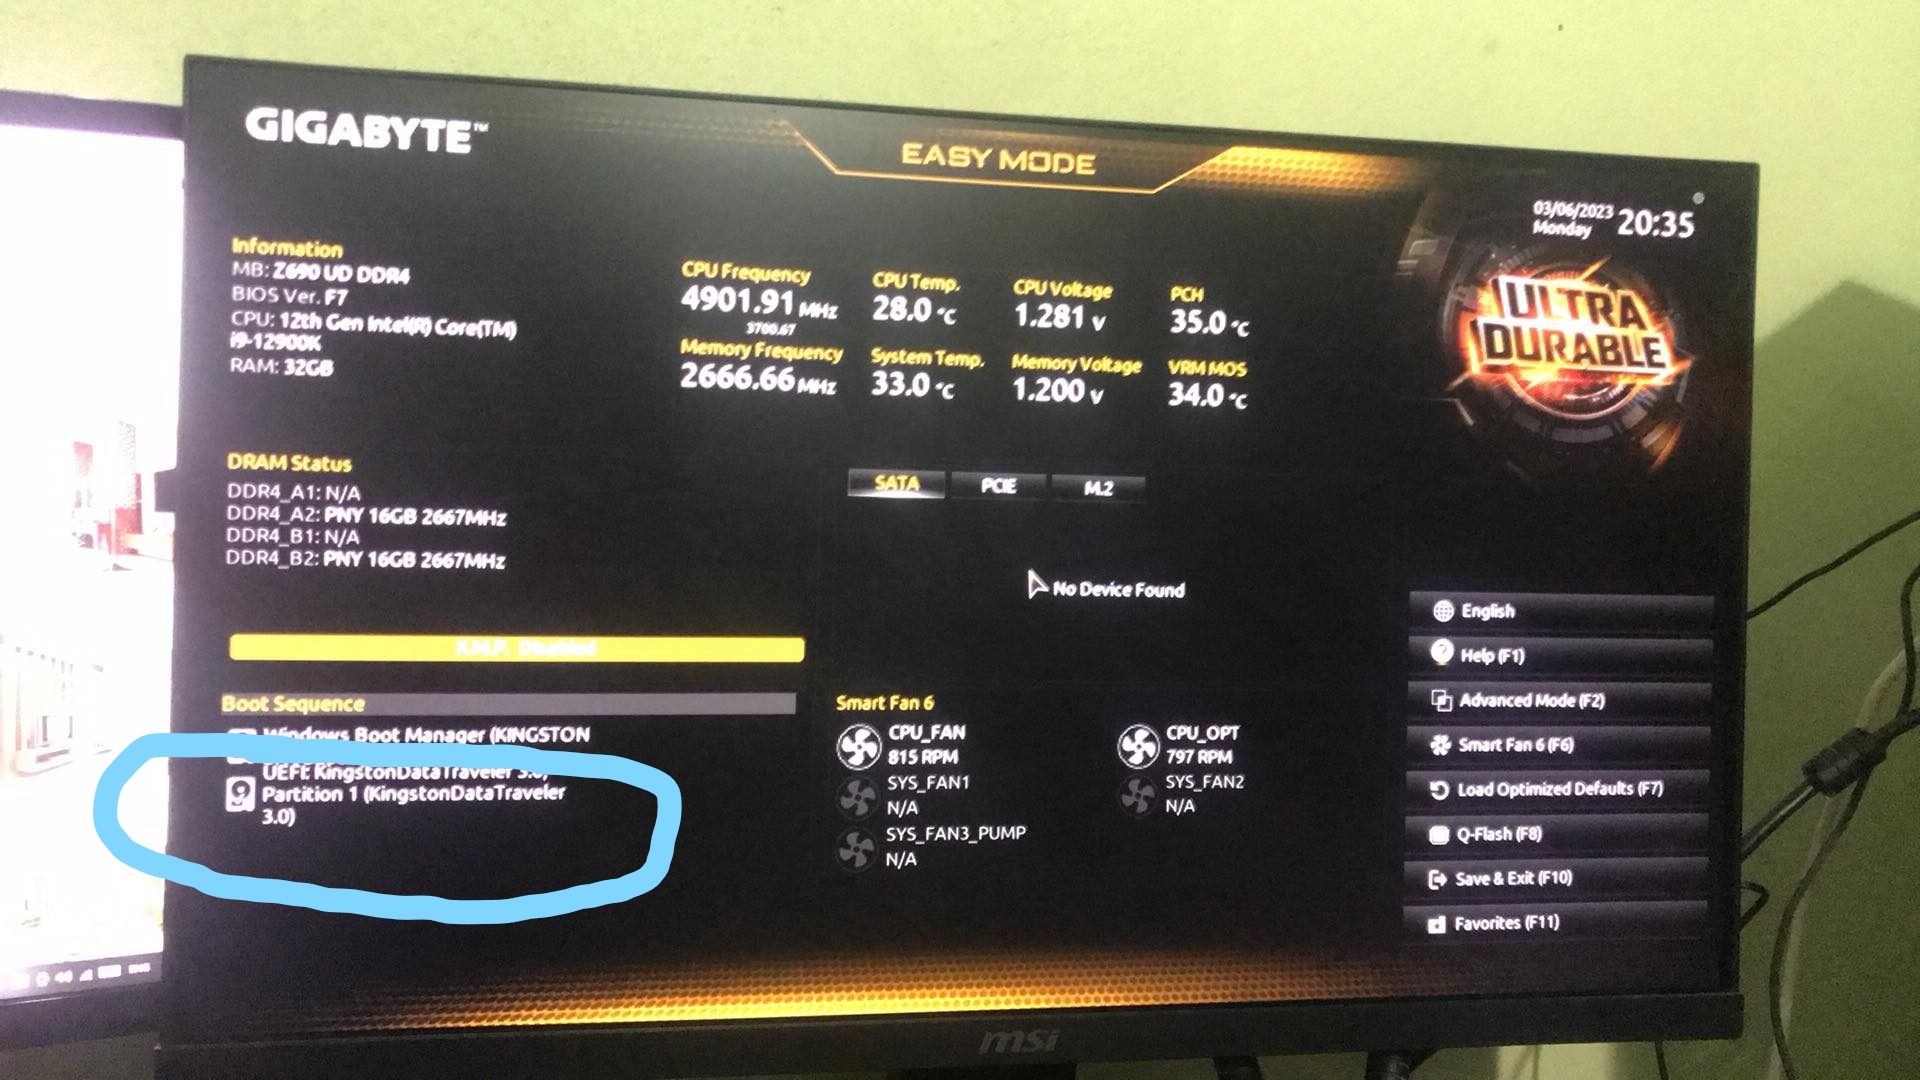 GIGABYTE™
EASY MODE
03/06/2023
Monday
20:35
Information
MB: Z690 UD DDR4
BIOS Ver. F7
CPU: 12th Gen Intel(R) Core(TM)
i9-12900K
RAM: 32GB
CPU Frequency
4901.91 MHz
3700.67
CPU Temp.
28.0 °C
CPU Voltage
1.281 V
PCH
35.0 °C
Memory Frequency
2666.66 MHz
System Temp.
33.0 °C
Memory Voltage
1.200 V
VRM MOS
34.0 °C
ULTRA
DURABLE
DRAM Status
DDR4_A1: N/A
DDR4_A2: PNY 16GB 2667MHz
DDR4_B1: N/A
DDR4_B2: PNY 16GB 2667MHz
SATA
PCIE
M.2
No Device Found
X.M.P. Disabled
Boot Sequence
Windows Boot Manager (KINGSTON
UEFI: KingstonDataTraveler 3.0,
Partition 1 (KingstonDataTraveler
3.0)
Smart Fan 6
CPU_FAN
815 RPM
CPU_OPT
797 RPM
SYS_FAN1
N/A
SYS_FAN2
N/A
SYS_FAN3_PUMP
N/A
English
Help (F1)
Advanced Mode (F2)
Smart Fan 6 (F6)
Load Optimized Defaults (F7)
Q-Flash (F8)
Save & Exit (F10)
Favorites (F11)
msi